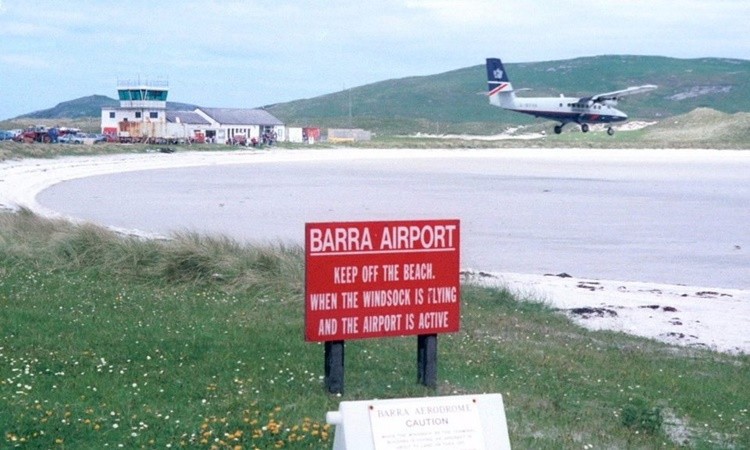 BARRA AIRPORT
KEEP OFF THE BEACH.
WHEN THE WINDSOCK IS FLYING
AND THE AIRPORT IS ACTIVE
BARRA AERODROME
CAUTION